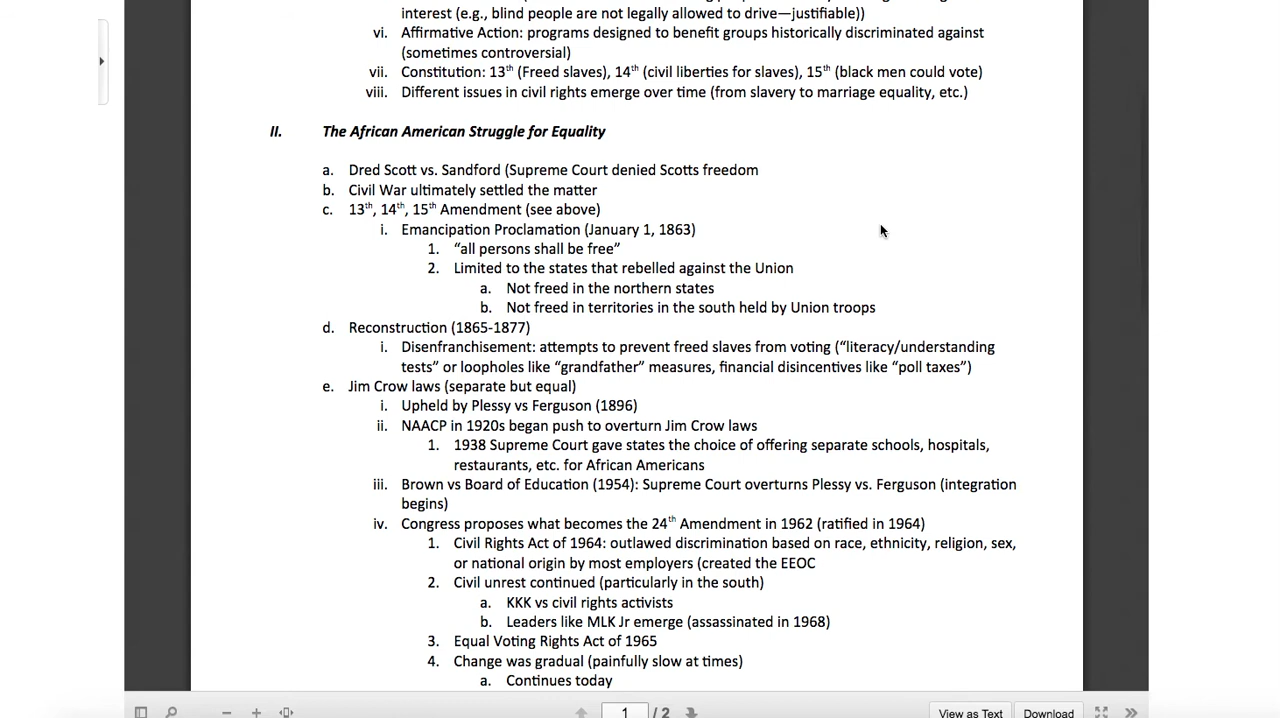 interest (e.g., blind people are not legally allowed to drive—justifiable))
vi. Affirmative Action: programs designed to benefit groups historically discriminated against
(sometimes controversial)
vii. Constitution: 13th (Freed slaves), 14th (civil liberties for slaves), 15th (black men could vote)
viii. Different issues in civil rights emerge over time (from slavery to marriage equality, etc.)
II. The African American Struggle for Equality
a. Dred Scott vs. Sandford (Supreme Court denied Scotts freedom
b. Civil War ultimately settled the matter
c. 13th, 14th, 15th Amendment (see above)
i. Emancipation Proclamation (January 1, 1863)
1. “all persons shall be free”
2. Limited to the states that rebelled against the Union
a. Not freed in the northern states
b. Not freed in territories in the south held by Union troops
d. Reconstruction (1865-1877)
i. Disenfranchisement: attempts to prevent freed slaves from voting (“literacy/understanding
tests” or loopholes like “grandfather” measures, financial disincentives like “poll taxes”)
e. Jim Crow laws (separate but equal)
i. Upheld by Plessy vs Ferguson (1896)
ii. NAACP in 1920s began push to overturn Jim Crow laws
1. 1938 Supreme Court gave states the choice of offering separate schools, hospitals,
restaurants, etc. for African Americans
iii. Brown vs Board of Education (1954): Supreme Court overturns Plessy vs. Ferguson (integration
begins)
iv. Congress proposes what becomes the 24th Amendment in 1962 (ratified in 1964)
1. Civil Rights Act of 1964: outlawed discrimination based on race, ethnicity, religion, sex,
or national origin by most employers (created the EEOC
2. Civil unrest continued (particularly in the south)
a. KKK vs civil rights activists
b. Leaders like MLK Jr emerge (assassinated in 1968)
3. Equal Voting Rights Act of 1965
4. Change was gradual (painfully slow at times)
a. Continues today
1 / 2 View as Text Download